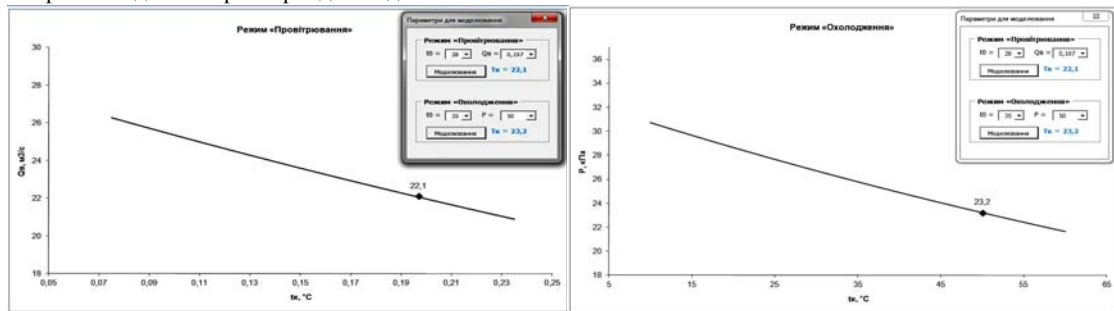 Режим «Провітрювання»
30
28
26
24
22
20
18
Qв, м3/с
22,1
0,05 0,07 0,09 0,11 0,13 0,15 0,17 0,19 0,21 0,23 0,25
tк, °C
Параметри для моделювання
Режим «Провітрювання»
t0 = 28 Qв = 0,197
Моделювання Tк = 22,1
Режим «Охолодження»
t0 = 35 P = 50
Моделювання Tк = 23,2
Режим «Охолодження»
36
34
32
30
28
26
24
22
20
18
P, кПа
23,2
5 15 25 35 45 55 65
tк, °C
Параметри для моделювання
Режим «Провітрювання»
t0 = 28 Qв = 0,197
Моделювання Tк = 22,1
Режим «Охолодження»
t0 = 35 P = 50
Моделювання Tк = 23,2